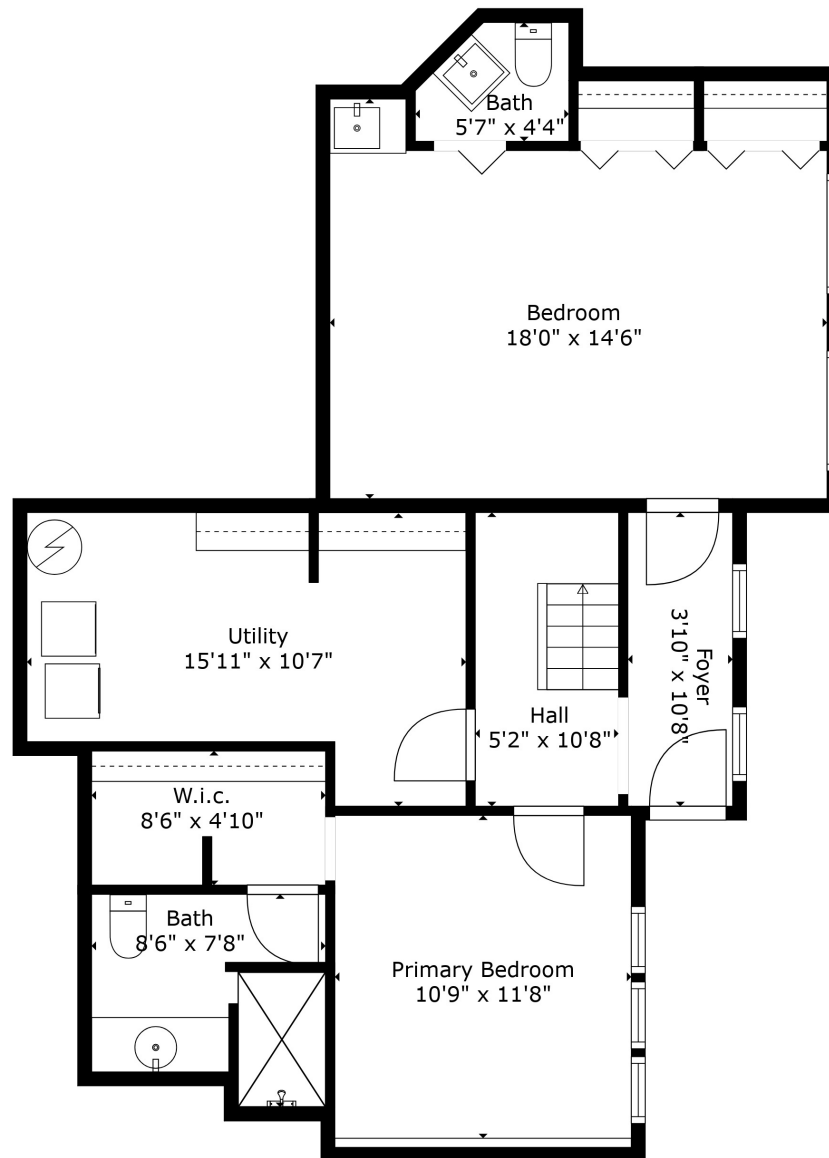 Bath
5'7" x 4'4"
Bedroom
18'0" x 14'6"
Utility
15'11" x 10'7"
Hall
5'2" x 10'8"
Foyer
3'10" x 10'8"
W.i.c.
8'6" x 4'10"
Bath
8'6" x 7'8"
Primary Bedroom
10'9" x 11'8"